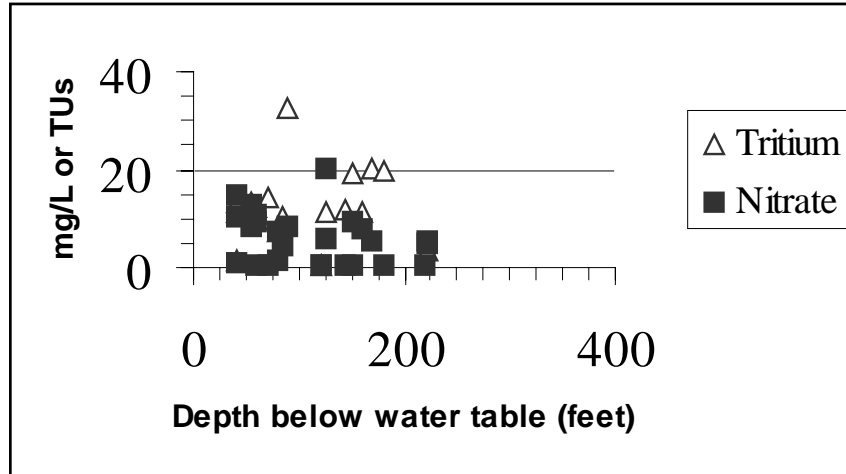 mg/L or TUs
40
20
0
0 200 400
Depth below water table (feet)
Tritium
Nitrate